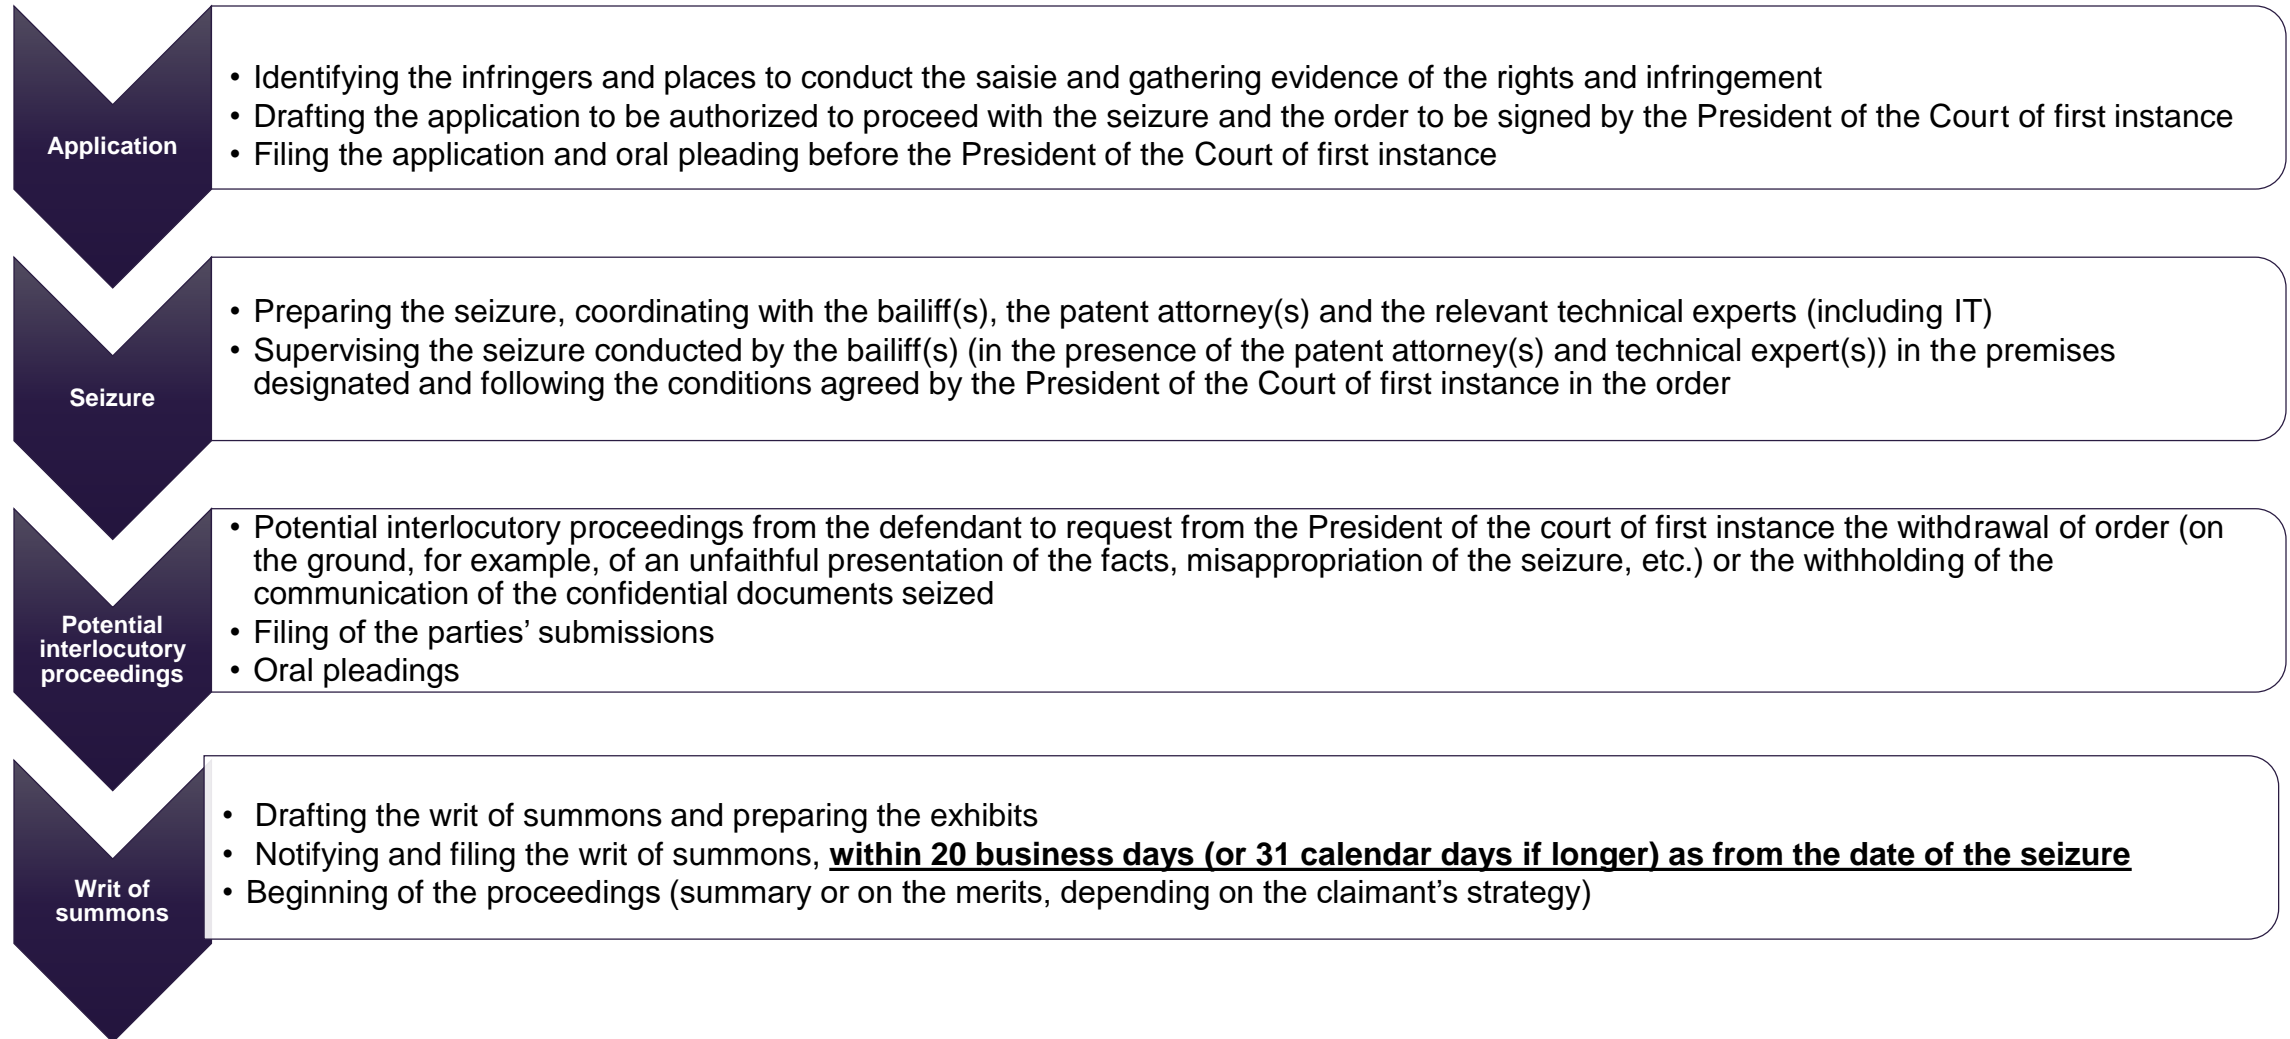 Application
• Identifying the infringers and places to conduct the saisie and gathering evidence of the rights and infringement
• Drafting the application to be authorized to proceed with the seizure and the order to be signed by the President of the Court of first instance
• Filing the application and oral pleading before the President of the Court of first instance
Seizure
• Preparing the seizure, coordinating with the bailiff(s), the patent attorney(s) and the relevant technical experts (including IT)
• Supervising the seizure conducted by the bailiff(s) (in the presence of the patent attorney(s) and technical expert(s)) in the premises
designated and following the conditions agreed by the President of the Court of first instance in the order
Potential
interlocutory
proceedings
• Potential interlocutory proceedings from the defendant to request from the President of the court of first instance the withdrawal of order (on
the ground, for example, of an unfaithful presentation of the facts, misappropriation of the seizure, etc.) or the withholding of the
communication of the confidential documents seized
• Filing of the parties’ submissions
• Oral pleadings
Writ of
summons
• Drafting the writ of summons and preparing the exhibits
• Notifying and filing the writ of summons, within 20 business days (or 31 calendar days if longer) as from the date of the seizure
• Beginning of the proceedings (summary or on the merits, depending on the claimant’s strategy)